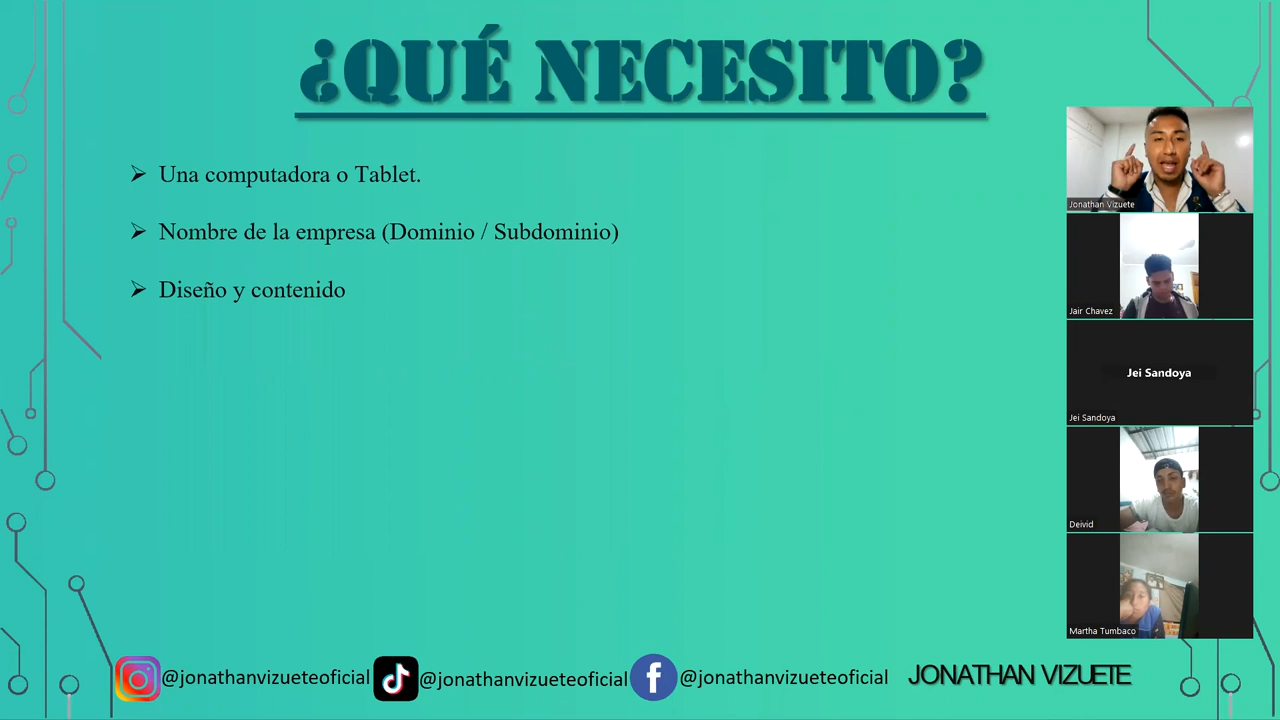 ¿QUÉ NECESITO?
Una computadora o Tablet.
Nombre de la empresa (Dominio / Subdominio)
Diseño y contenido
Jonathan Vizuete
Jair Chavez
Jei Sandoya
Jei Sandoya
Deivid
Martha Tumbaco
@jonathanvizueteoficial @jonathanvizueteoficial @jonathanvizueteoficial JONATHAN VIZUETE